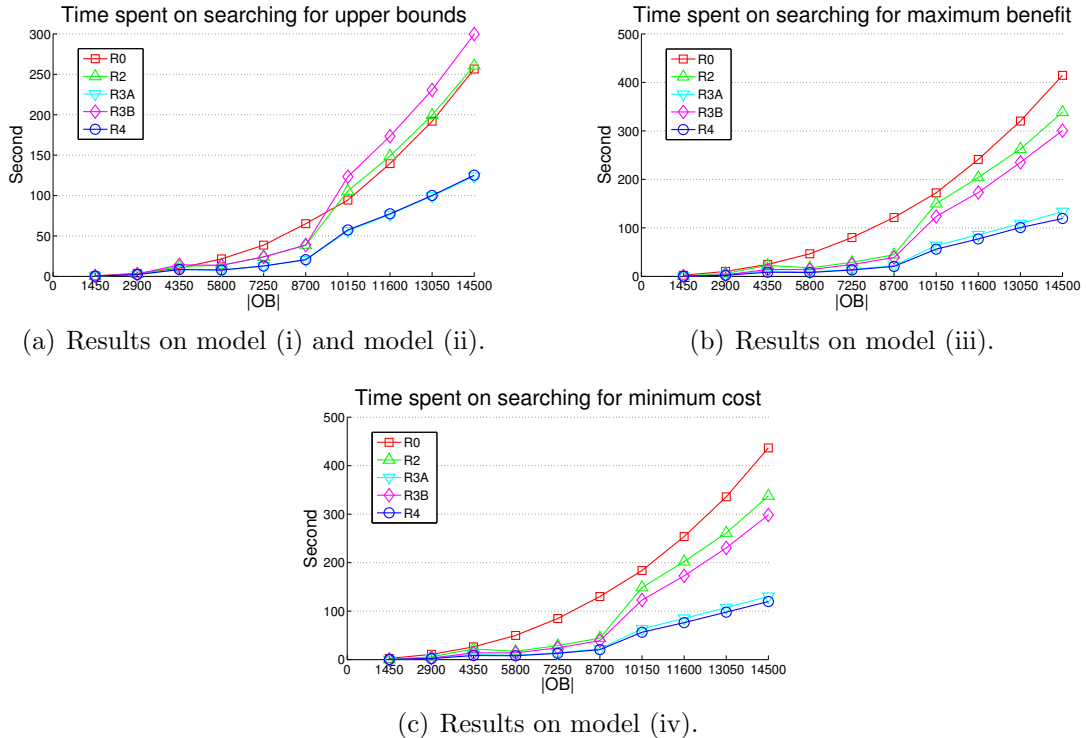 Time spent on searching for upper bounds
300
250
200
150
100
50
0
Second
R0
R2
R3A
R3B
R4
0 1450 2900 4350 5800 7250 8700 10150 11600 13050 14500
|OB|
(a) Results on model (i) and model (ii).
Time spent on searching for maximum benefit
500
400
300
200
100
0
Second
R0
R2
R3A
R3B
R4
0 1450 2900 4350 5800 7250 8700 10150 11600 13050 14500
|OB|
(b) Results on model (iii).
Time spent on searching for minimum cost
500
400
300
200
100
0
Second
R0
R2
R3A
R3B
R4
0 1450 2900 4350 5800 7250 8700 10150 11600 13050 14500
|OB|
(c) Results on model (iv).